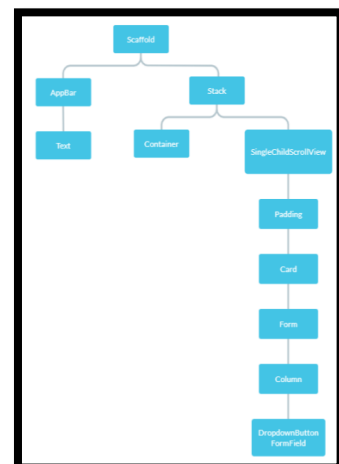 Scaffold
AppBar
Stack
Text
Container
SingleChildScrollView
Padding
Card
Form
Column
DropdownButton
FormField